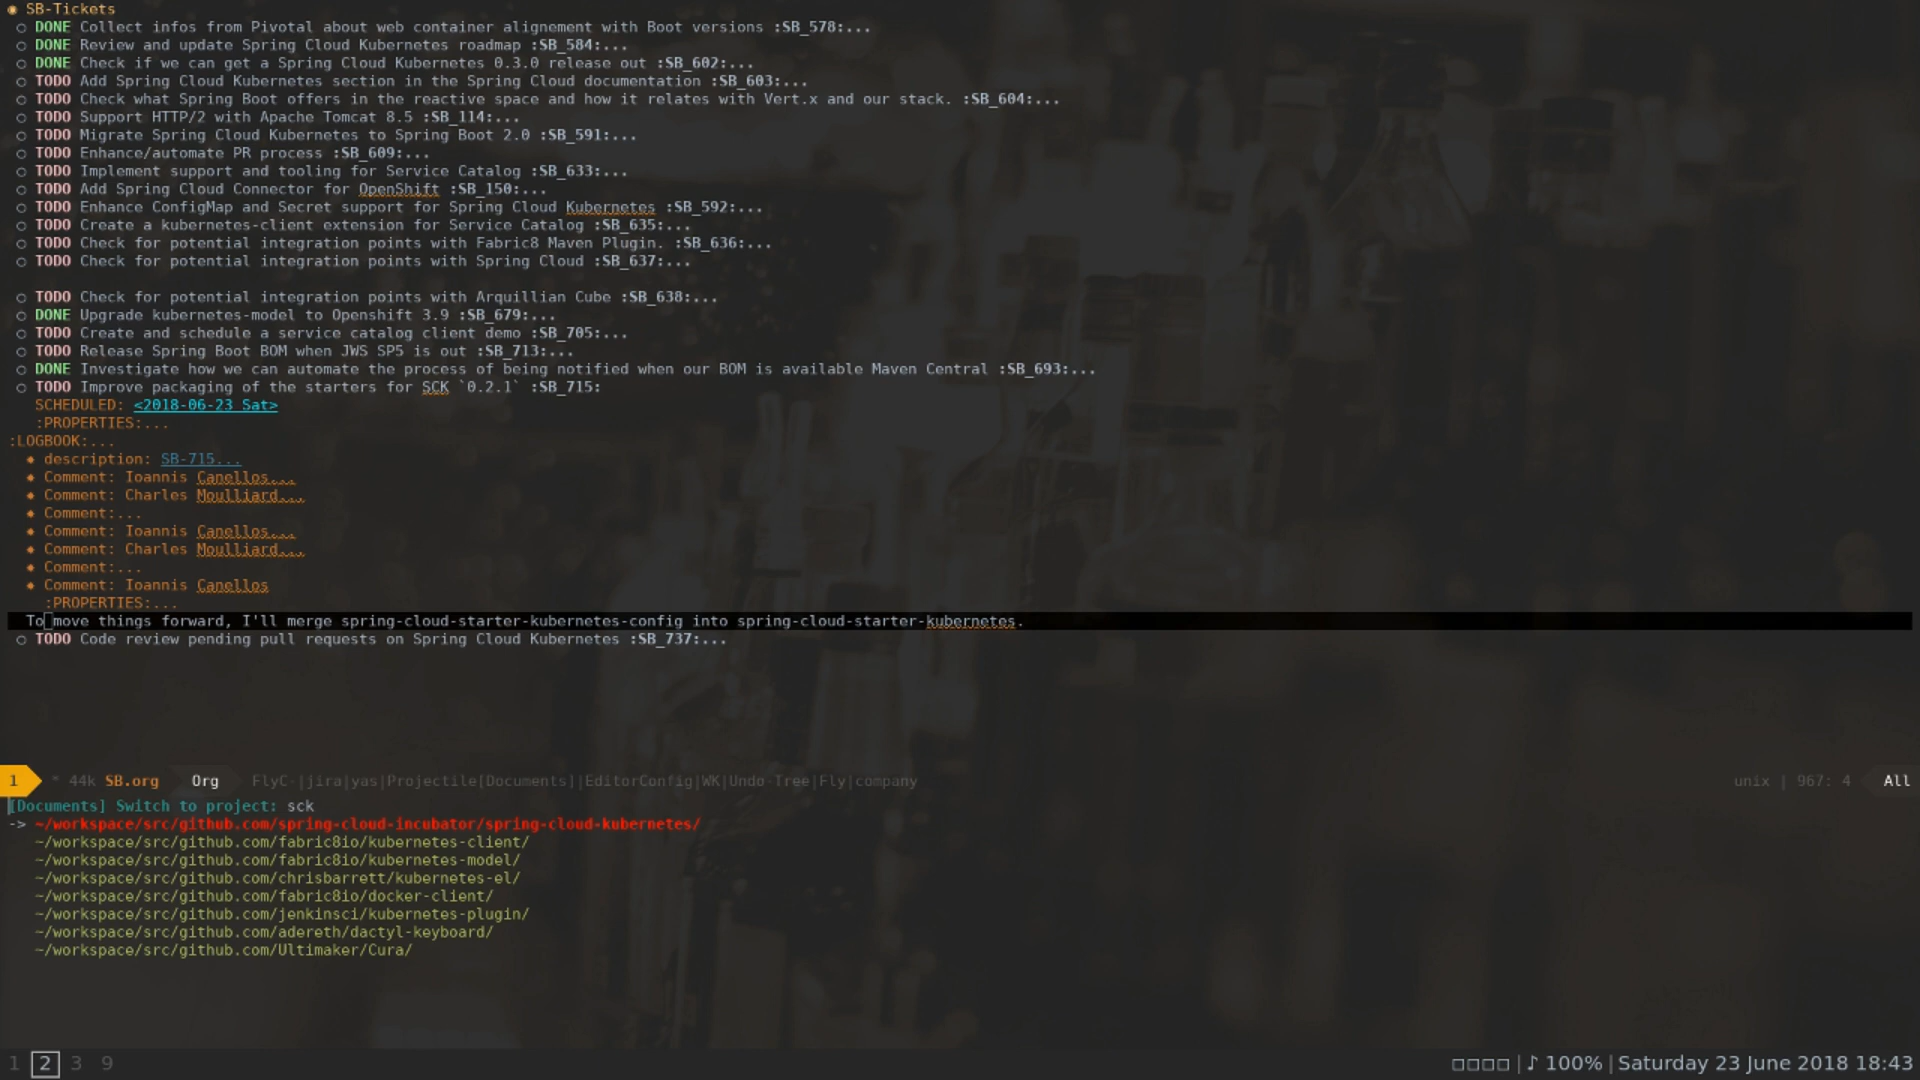 ◉ SB-Tickets
○ DONE Collect infos from Pivotal about web container alignement with Boot versions :SB_578:...
○ DONE Review and update Spring Cloud Kubernetes roadmap :SB_584:...
○ DONE Check if we can get a Spring Cloud Kubernetes 0.3.0 release out :SB_602:...
○ TODO Add Spring Cloud Kubernetes section in the Spring Cloud documentation :SB_603:...
○ TODO Check what Spring Boot offers in the reactive space and how it relates with Vert.x and our stack. :SB_604:...
○ TODO Support HTTP/2 with Apache Tomcat 8.5 :SB_114:...
○ TODO Migrate Spring Cloud Kubernetes to Spring Boot 2.0 :SB_591:...
○ TODO Enhance/automate PR process :SB_609:...
○ TODO Implement support and tooling for Service Catalog :SB_633:...
○ TODO Add Spring Cloud Connector for OpenShift :SB_150:...
○ TODO Enhance ConfigMap and Secret support for Spring Cloud Kubernetes :SB_592:...
○ TODO Create a kubernetes-client extension for Service Catalog :SB_635:...
○ TODO Check for potential integration points with Fabric8 Maven Plugin. :SB_636:...
○ TODO Check for potential integration points with Spring Cloud :SB_637:...
○ TODO Check for potential integration points with Arquillian Cube :SB_638:...
○ DONE Upgrade kubernetes-model to Openshift 3.9 :SB_679:...
○ TODO Create and schedule a service catalog client demo :SB_705:...
○ TODO Release Spring Boot BOM when JWS SP5 is out :SB_713:...
○ DONE Investigate how we can automate the process of being notified when our BOM is available Maven Central :SB_693:...
○ TODO Improve packaging of the starters for SCK `0.2.1` :SB_715:
SCHEDULED: <2018-06-23 Sat>
:PROPERTIES:...
:LOGBOOK:...
✸ description: SB-715...
✸ Comment: Ioannis Canellos...
✸ Comment: Charles Moulliard...
✸ Comment:...
✸ Comment: Ioannis Canellos...
✸ Comment: Charles Moulliard...
✸ Comment:...
✸ Comment: Ioannis Canellos
:PROPERTIES:...
To move things forward, I'll merge spring-cloud-starter-kubernetes-config into spring-cloud-starter-kubernetes.
○ TODO Code review pending pull requests on Spring Cloud Kubernetes :SB_737:...
1 * 44k SB.org Org FlyC-|jira|yas|Projectile[Documents]|EditorConfig|WK|Undo-Tree|Fly|company unix | 967: 4 All
[Documents] Switch to project: sck
-> ~/workspace/src/github.com/spring-cloud-incubator/spring-cloud-kubernetes/
~/workspace/src/github.com/fabric8io/kubernetes-client/
~/workspace/src/github.com/fabric8io/kubernetes-model/
~/workspace/src/github.com/chrisbarrett/kubernetes-el/
~/workspace/src/github.com/fabric8io/docker-client/
~/workspace/src/github.com/jenkinsci/kubernetes-plugin/
~/workspace/src/github.com/adereth/dactyl-keyboard/
~/workspace/src/github.com/Ultimaker/Cura/
1 2 3 9 □□□□ | ♪ 100% | Saturday 23 June 2018 18:43